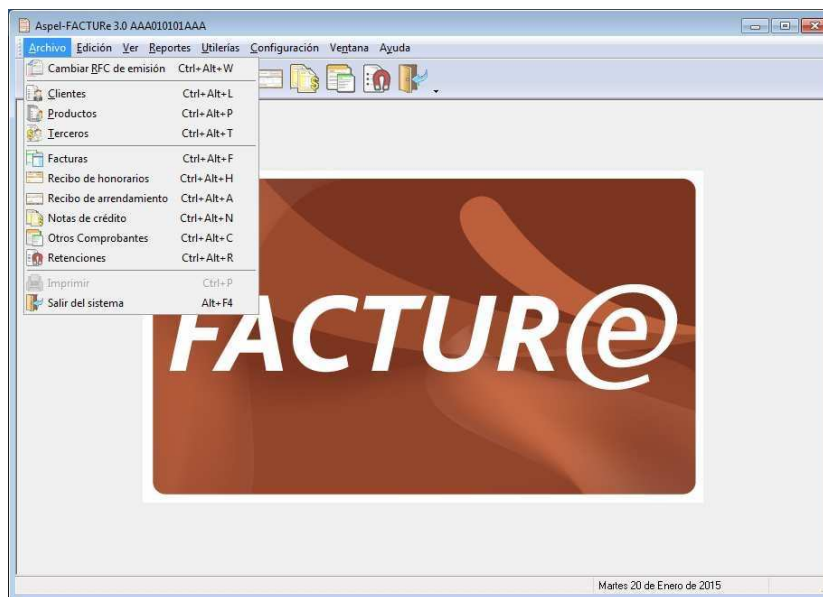 Aspel-FACTURe 3.0 AAA010101AAA
Archivo Edición Ver Reportes Utilerías Configuración Ventana Ayuda
Cambiar RFC de emisión Ctrl+Alt+W
Clientes Ctrl+Alt+L
Productos Ctrl+Alt+P
Terceros Ctrl+Alt+T
Facturas Ctrl+Alt+F
Recibo de honorarios Ctrl+Alt+H
Recibo de arrendamiento Ctrl+Alt+A
Notas de crédito Ctrl+Alt+N
Otros Comprobantes Ctrl+Alt+C
Retenciones Ctrl+Alt+R
Imprimir Ctrl+P
Salir del sistema Alt+F4
FACTURe
Martes 20 de Enero de 2015